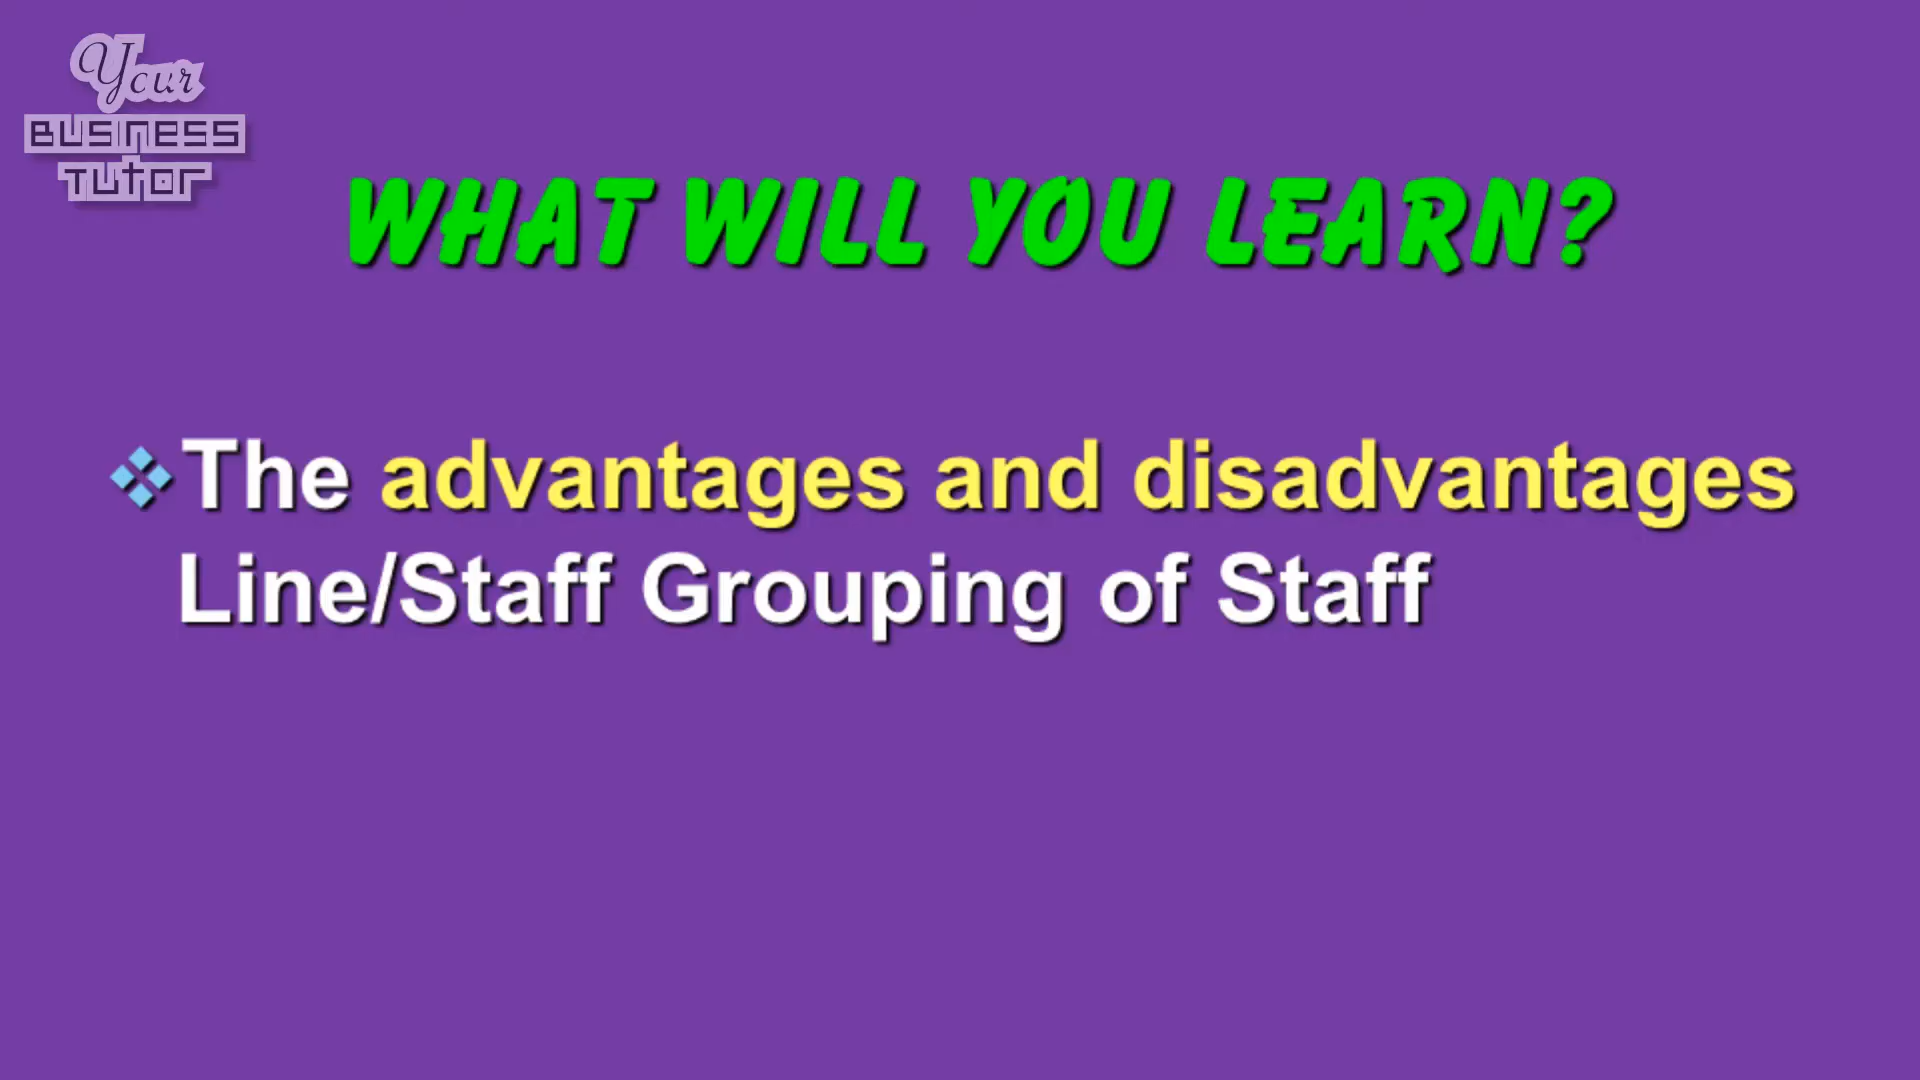 Your
BUSINESS
TUTOR
WHAT WILL YOU LEARN?
The advantages and disadvantages
Line/Staff Grouping of Staff